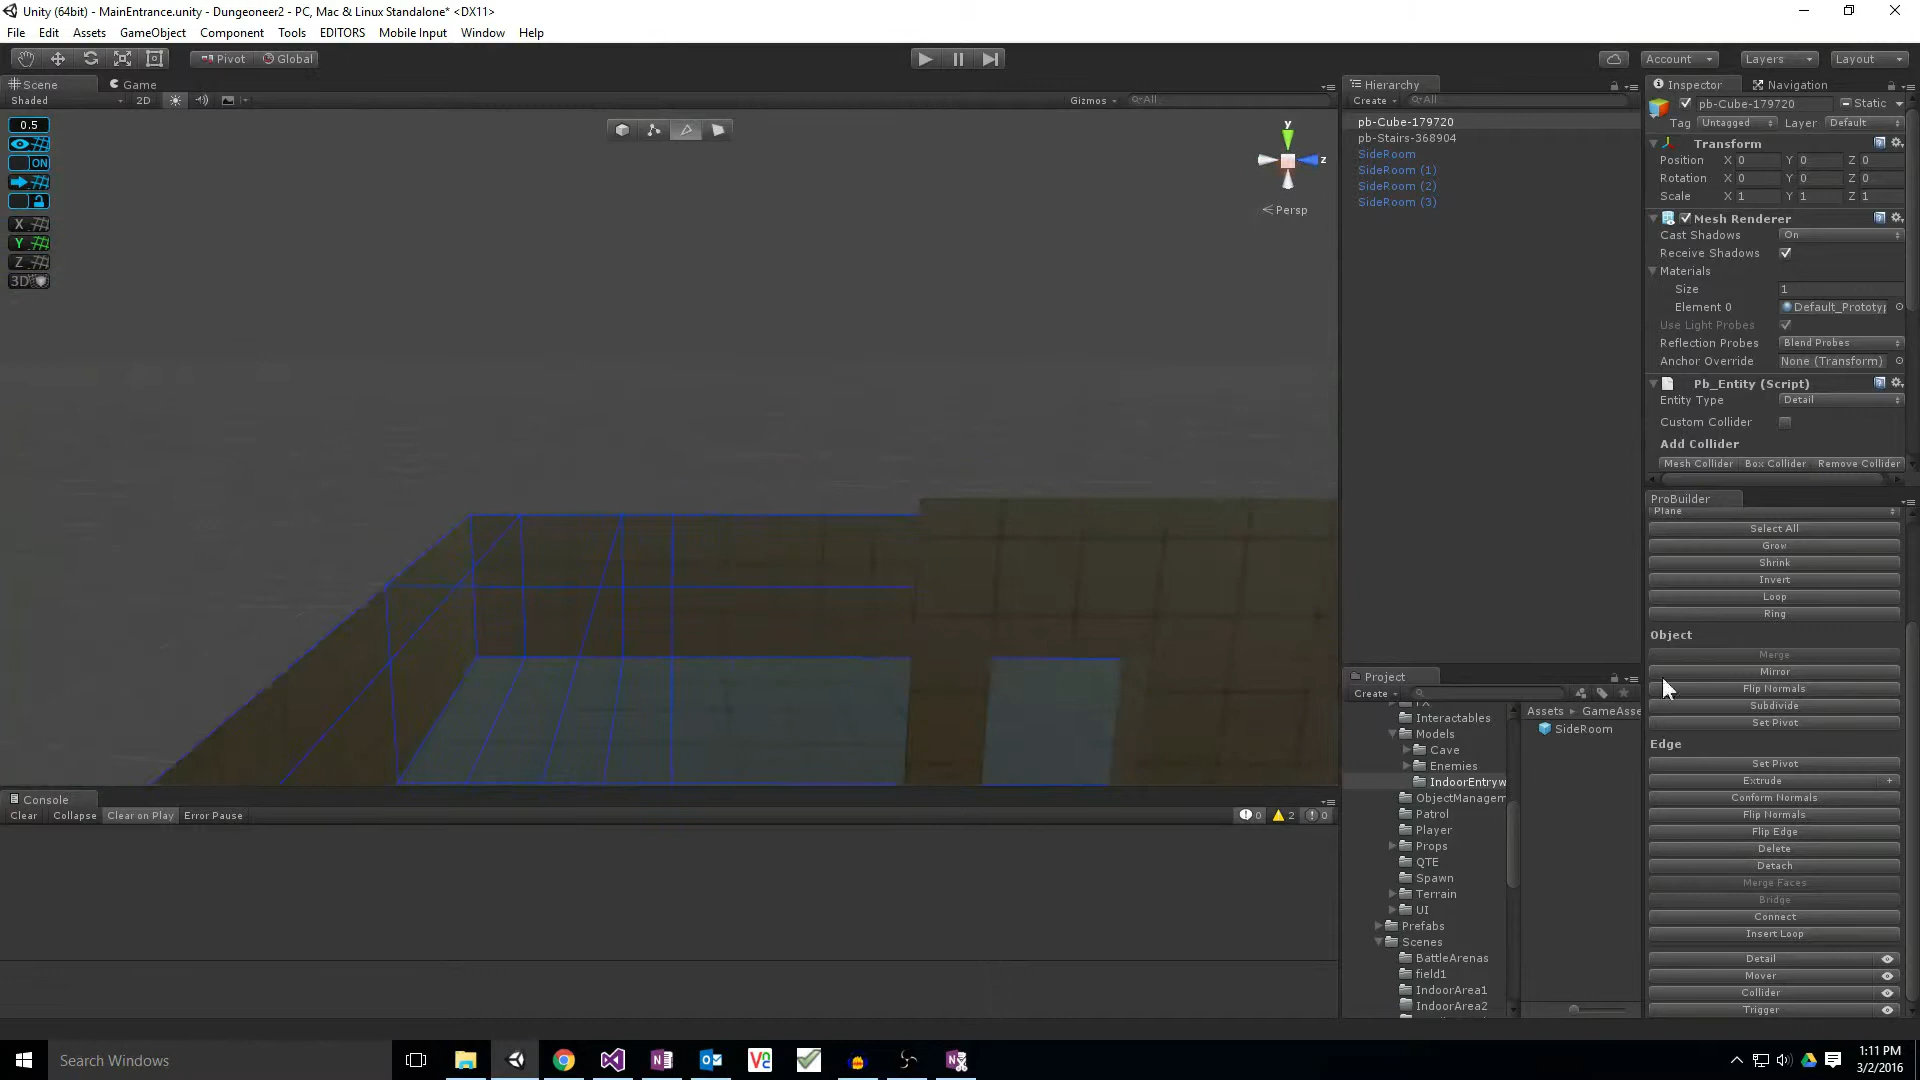 Unity (64bit) - MainEntrance.unity - Dungeoneer2 - PC, Mac & Linux Standalone* <DX11>
File Edit Assets GameObject Component Tools EDITORS Mobile Input Window Help
Pivot Global
Account Layers Layout
Scene Game
Shaded 2D Gizmos All
0.5
ON
X
Y
Z
3D
y
z
Persp
Hierarchy
Create All
pb-Cube-179720
pb-Stairs-368904
SideRoom
SideRoom (1)
SideRoom (2)
SideRoom (3)
Inspector Navigation
pb-Cube-179720 Static
Tag Untagged Layer Default
Transform
Position X 0 Y 0 Z 0
Rotation X 0 Y 0 Z 0
Scale X 1 Y 1 Z 1
Mesh Renderer
Cast Shadows On
Receive Shadows
Materials
Size 1
Element 0 Default_Prototyp
Use Light Probes
Reflection Probes Blend Probes
Anchor Override None (Transform)
Pb_Entity (Script)
Entity Type Detail
Custom Collider
Add Collider
Mesh Collider Box Collider Remove Collider
ProBuilder
Plane
Select All
Grow
Shrink
Invert
Loop
Ring
Object
Merge
Mirror
Flip Normals
Subdivide
Set Pivot
Edge
Set Pivot
Extrude +
Conform Normals
Flip Normals
Flip Edge
Delete
Detach
Merge Faces
Bridge
Connect
Insert Loop
Detail
Mover
Collider
Trigger
Project
Create
Assets GameAsse
SideRoom
Interactables
Models
Cave
Enemies
IndoorEntryw
ObjectManagem
Patrol
Player
Props
QTE
Spawn
Terrain
UI
Prefabs
Scenes
BattleArenas
field1
IndoorArea1
IndoorArea2
Console
Clear Collapse Clear on Play Error Pause 0 2 0
Search Windows
1:11 PM
3/2/2016